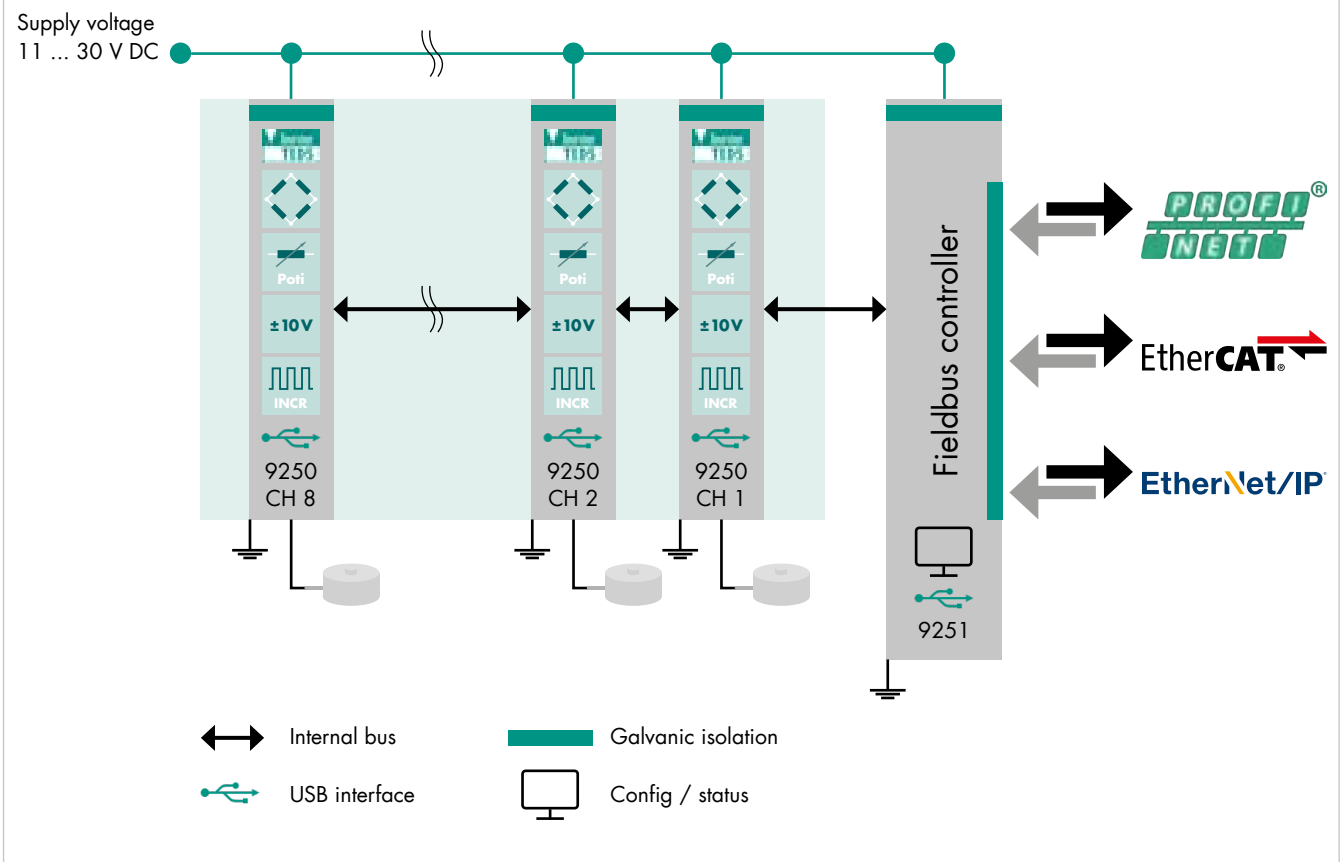 Supply voltage
11 ... 30 V DC
Poti
±10V
INCR
9250
CH 8
Poti
±10V
INCR
9250
CH 2
Poti
±10V
INCR
9250
CH 1
Fieldbus controller
9251
PROFI®
NET
EtherCAT®
EtherNet/IP
Internal bus
Galvanic isolation
USB interface
Config / status